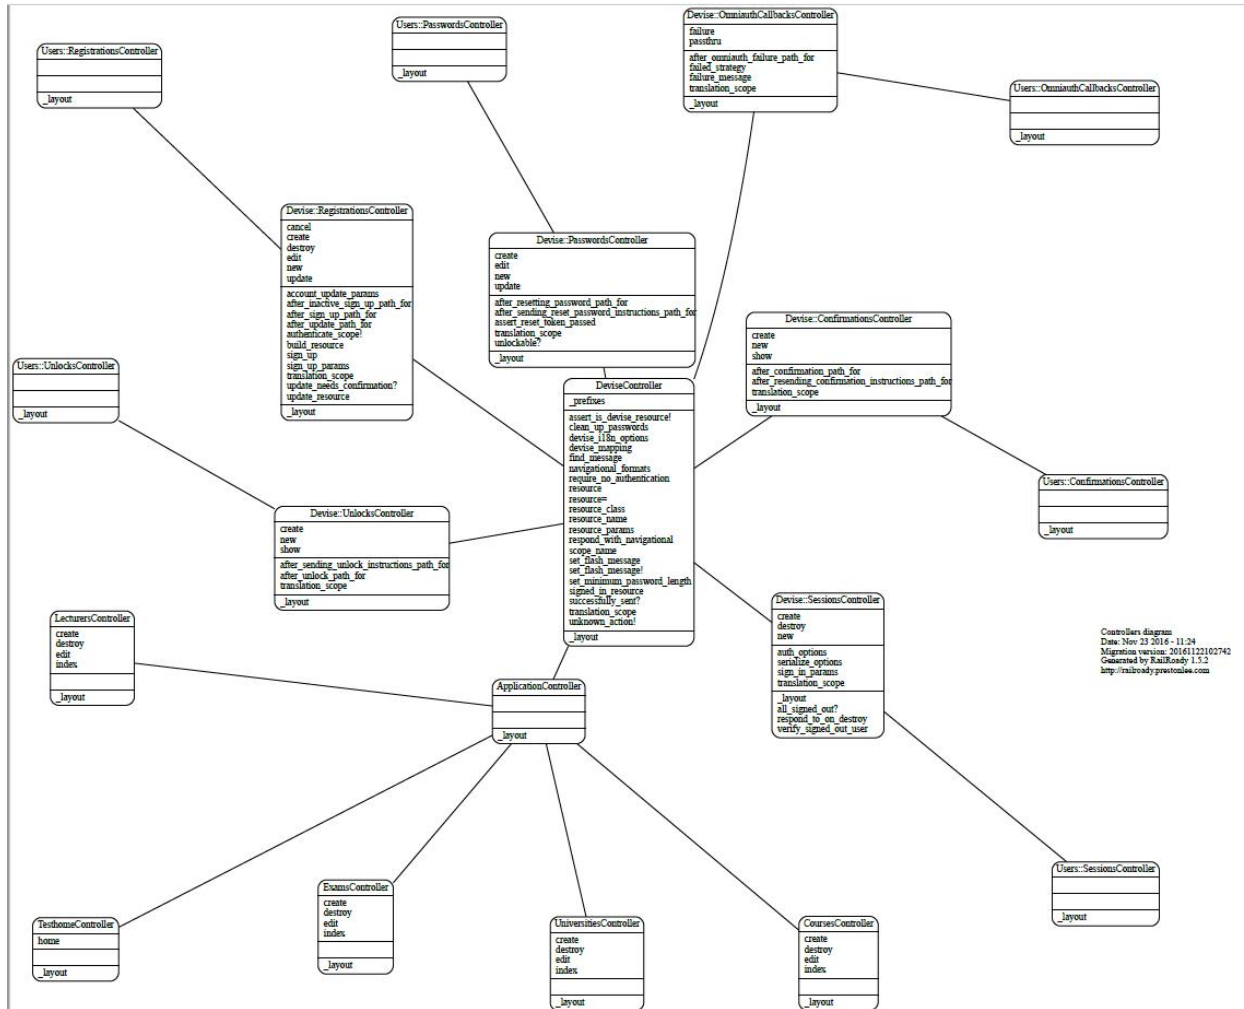 Users::RegistrationsController
_layout
Users::PasswordsController
_layout
Devise::OmniauthCallbacksController
failure
passthru
after_omniauth_failure_path_for
failed_strategy
failure_message
translation_scope
_layout
Users::OmniauthCallbacksController
_layout
Devise::RegistrationsController
cancel
create
destroy
edit
new
update
account_update_params
after_inactive_sign_up_path_for
after_sign_up_path_for
after_update_path_for
authenticate_scope!
build_resource
sign_up
sign_up_params
translation_scope
update_needs_confirmation?
update_resource
_layout
Devise::PasswordsController
create
edit
new
update
after_resetting_password_path_for
after_sending_reset_password_instructions_path_for
assert_reset_token_passed
translation_scope
unlockable?
_layout
Devise::ConfirmationsController
create
new
show
after_confirmation_path_for
after_resending_confirmation_instructions_path_for
translation_scope
_layout
Users::UnlocksController
_layout
DeviseController
_prefixes
assert_is_devise_resource!
clean_up_passwords
devise_i18n_options
devise_mapping
find_message
navigational_formats
require_no_authentication
resource
resource=
resource_class
resource_name
resource_params
respond_with_navigational
scope_name
set_flash_message
set_flash_message!
set_minimum_password_length
signed_in_resource
successfully_sent?
translation_scope
unknown_action!
_layout
Users::ConfirmationsController
_layout
Devise::UnlocksController
create
new
show
after_sending_unlock_instructions_path_for
after_unlock_path_for
translation_scope
_layout
Devise::SessionsController
create
destroy
new
auth_options
serialize_options
sign_in_params
translation_scope
_layout
all_signed_out?
respond_to_on_destroy
verify_signed_out_user
LecturersController
create
destroy
edit
index
_layout
Controllers diagram
Date: Nov 23 2016 - 11:24
Migration version: 20161122102742
Generated by RailRoady 1.5.2
http://railroady.prestonlee.com
ApplicationController
_layout
Users::SessionsController
_layout
TesthomeController
home
_layout
ExamsController
create
destroy
edit
index
_layout
UniversitiesController
create
destroy
edit
index
_layout
CoursesController
create
destroy
edit
index
_layout